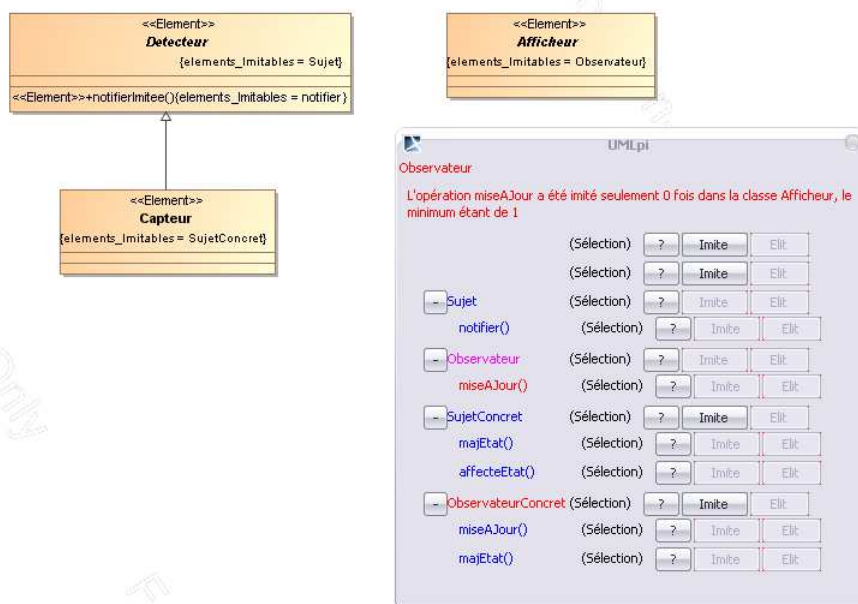 <<Element>>
Detecteur
{elements_Imitables = Sujet}
<<Element>>+notifierImitee(){elements_Imitables = notifier}
<<Element>>
Capteur
{elements_Imitables = SujetConcret}
<<Element>>
Afficheur
{elements_Imitables = Observateur}
UMLpi
Observateur
L'opération miseAJour a été imité seulement 0 fois dans la classe Afficheur, le
minimum étant de 1
(Sélection) ? Imite Elit
(Sélection) ? Imite Elit
- Sujet (Sélection) ? Imite Elit
notifier() (Sélection) ? Imite Elit
- Observateur (Sélection) ? Imite Elit
miseAJour() (Sélection) ? Imite Elit
- SujetConcret (Sélection) ? Imite Elit
majEtat() (Sélection) ? Imite Elit
affecteEtat() (Sélection) ? Imite Elit
- ObservateurConcret (Sélection) ? Imite Elit
miseAJour() (Sélection) ? Imite Elit
majEtat() (Sélection) ? Imite Elit
Only